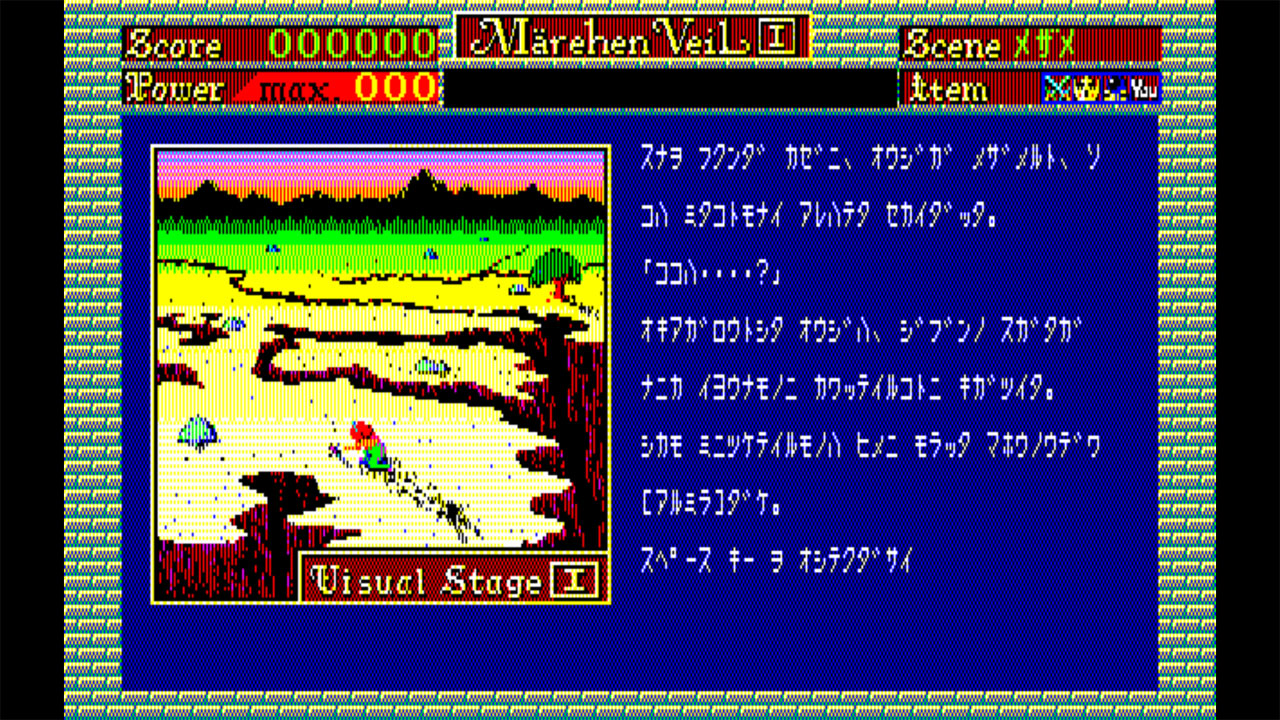 Märchen Veil I
Score 000000
Scene メザメ
Power max. 000
Item You
スナヲ フクンダ カゼニ、オウジガ メザメルト、ソ
コハ ミタコトモナイ アレハテタ セカイダッタ。
「ココハ・・・・?」
オキアガロウトシタ オウジハ、ジブンノ スガタガ
ナニカ イヨウナモノニ カワッテイルコトニ キガツイタ。
シカモ ミニツケテイルモノハ ヒメニ モラッタ マホウノウデワ
[アルミラ]ダケ。
スペース キー ヲ オシテクダサイ
Visual Stage I